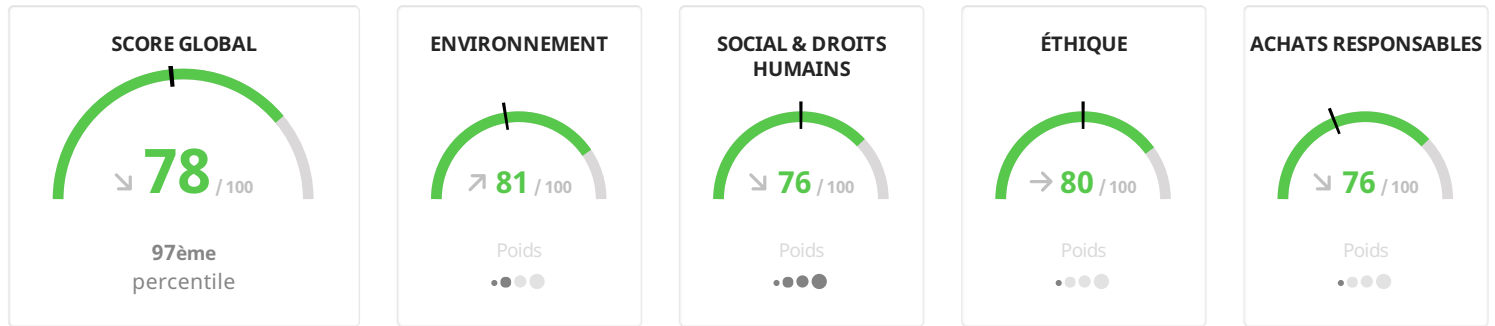 SCORE GLOBAL
78 / 100
97ème
percentile
ENVIRONNEMENT
81 / 100
Poids
SOCIAL & DROITS
HUMAINS
76 / 100
Poids
ÉTHIQUE
80 / 100
Poids
ACHATS RESPONSABLES
76 / 100
Poids